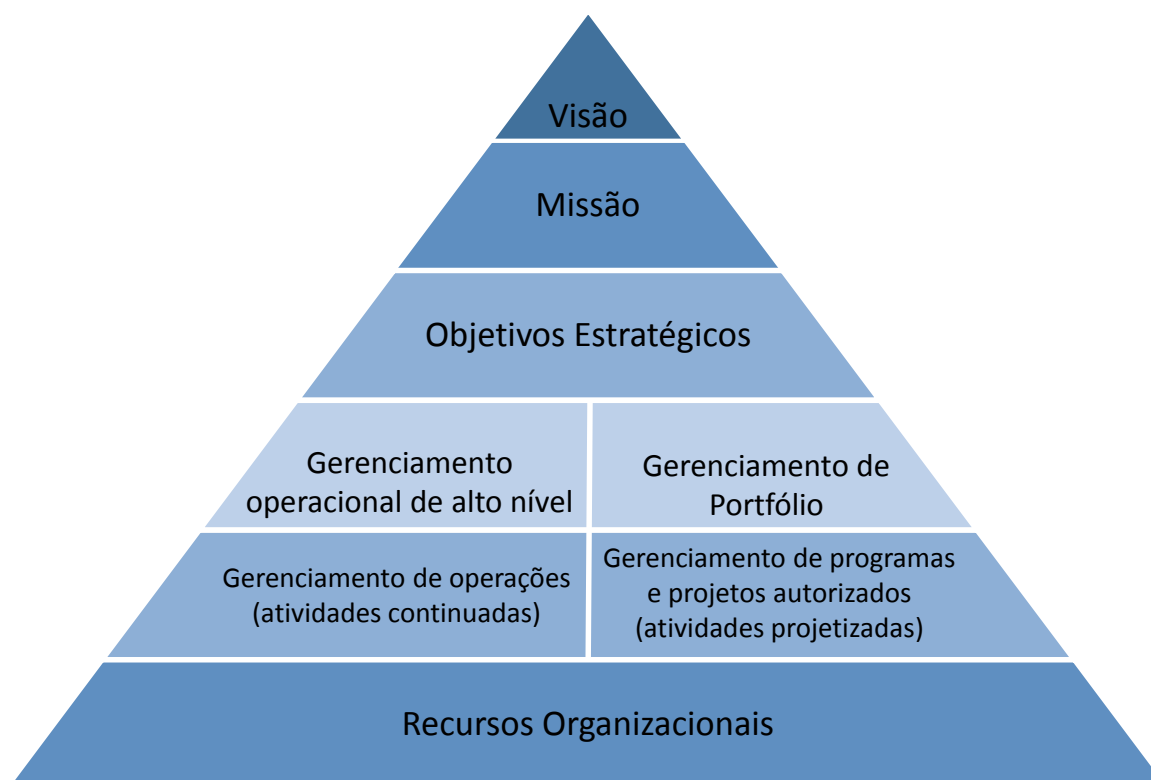 Visão
Missão
Objetivos Estratégicos
Gerenciamento
operacional de alto nível
Gerenciamento de
Portfólio
Gerenciamento de operações
(atividades continuadas)
Gerenciamento de programas
e projetos autorizados
(atividades projetizadas)
Recursos Organizacionais